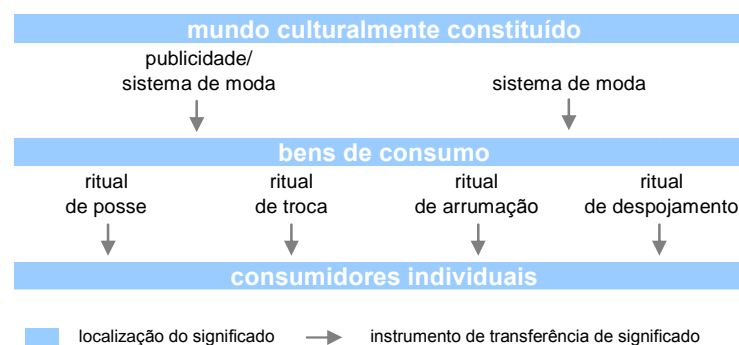 mundo culturalmente constituído
publicidade/
sistema de moda
sistema de moda
bens de consumo
ritual
de posse
ritual
de troca
ritual
de arrumação
ritual
de despojamento
consumidores individuais
localização do significado
instrumento de transferência de significado